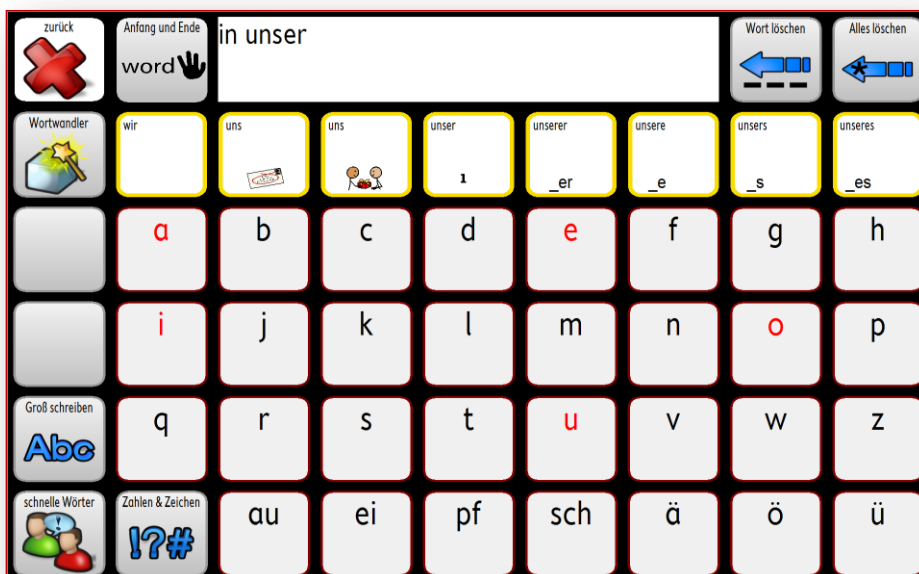 zurück
Anfang und Ende
word
in unser
Wort löschen
Alles löschen
Wortwandler
wir
uns
uns
unser
1
unserer
_er
unsere
_e
unsers
_s
unseres
_es
a b c d e f g h
i j k l m n o p
Groß schreiben
Abc
q r s t u v w z
schnelle Wörter
!
Zahlen & Zeichen
!?#
au ei pf sch ä ö ü